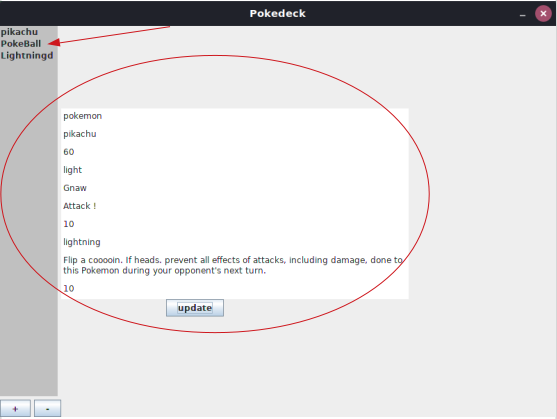 Pokedeck
pikachu
PokeBall
Lightningd
pokemon
pikachu
60
light
Gnaw
Attack !
10
lightning
Flip a cooooin. If heads. prevent all effects of attacks, including damage, done to
this Pokemon during your opponent's next turn.
10
update
+ -